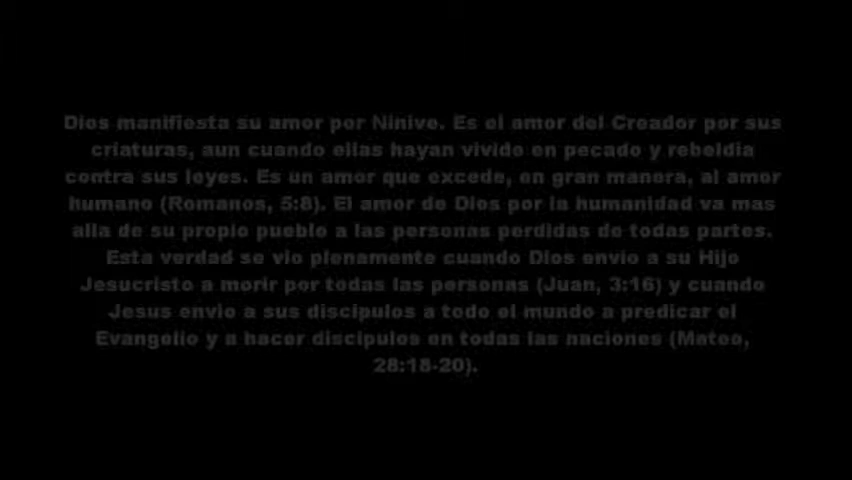 Dios manifiesta su amor por Ninive. Es el amor del Creador por sus
criaturas, aun cuando ellas hayan vivido en pecado y rebeldia
contra sus leyes. Es un amor que excede, en gran manera, al amor
humano (Romanos, 5:8). El amor de Dios por la humanidad va mas
alla de su propio pueblo a las personas perdidas de todas partes.
Esta verdad se vio plenamente cuando Dios envio a su Hijo
Jesucristo a morir por todas las personas (Juan, 3:16) y cuando
Jesus envio a sus discipulos a todo el mundo a predicar el
Evangelio y a hacer discipulos en todas las naciones (Mateo,
28:18-20).